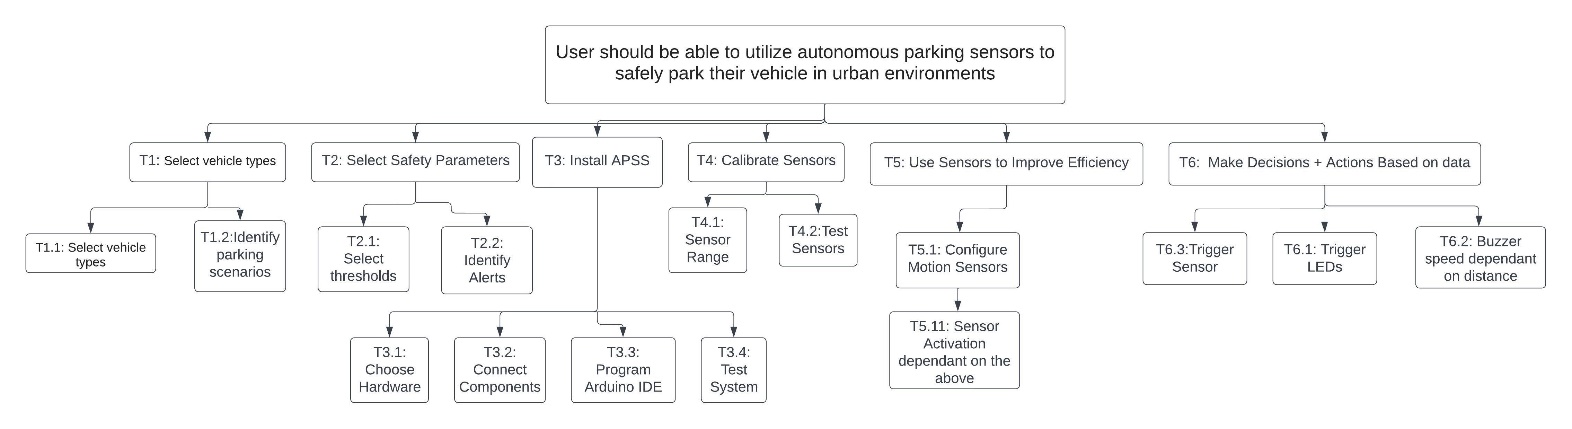 User should be able to utilize autonomous parking sensors to
safely park their vehicle in urban environments
T1: Select vehicle types
T2: Select Safety Parameters
T3: Install APSS
T4: Calibrate Sensors
T5: Use Sensors to Improve Efficiency
T6:  Make Decisions + Actions Based on data
T1.1: Select vehicle
types
T1.2:Identify
parking
scenarios
T2.1:
Select
thresholds
T2.2:
Identify
Alerts
T4.1:
Sensor
Range
T4.2:Test
Sensors
T5.1: Configure
Motion Sensors
T6.3:Trigger
Sensor
T6.1: Trigger
LEDs
T6.2: Buzzer
speed dependant
on distance
T3.1:
Choose
Hardware
T3.2:
Connect
Components
T3.3:
Program
Arduino IDE
T3.4:
Test
System
T5.11: Sensor
Activation
dependant on the
above